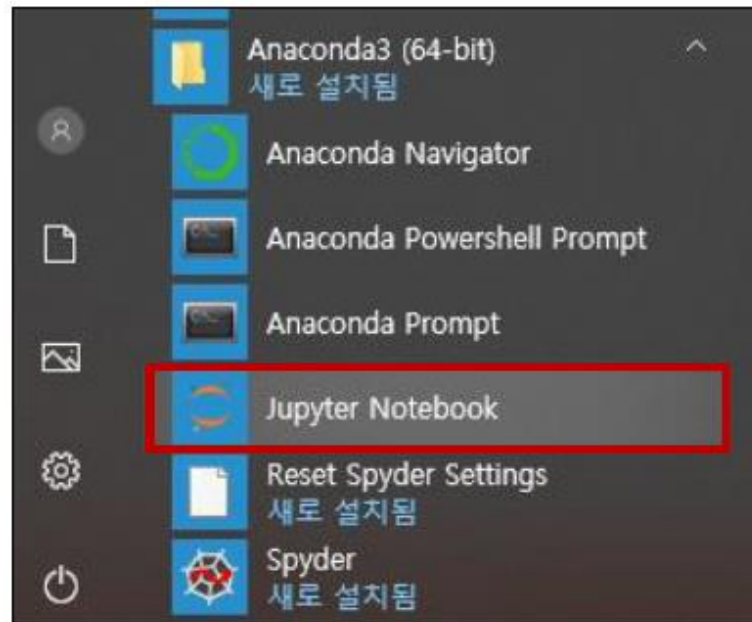 Anaconda3 (64-bit)
새로 설치됨
Anaconda Navigator
Anaconda Powershell Prompt
Anaconda Prompt
Jupyter Notebook
Reset Spyder Settings
새로 설치됨
Spyder
새로 설치됨